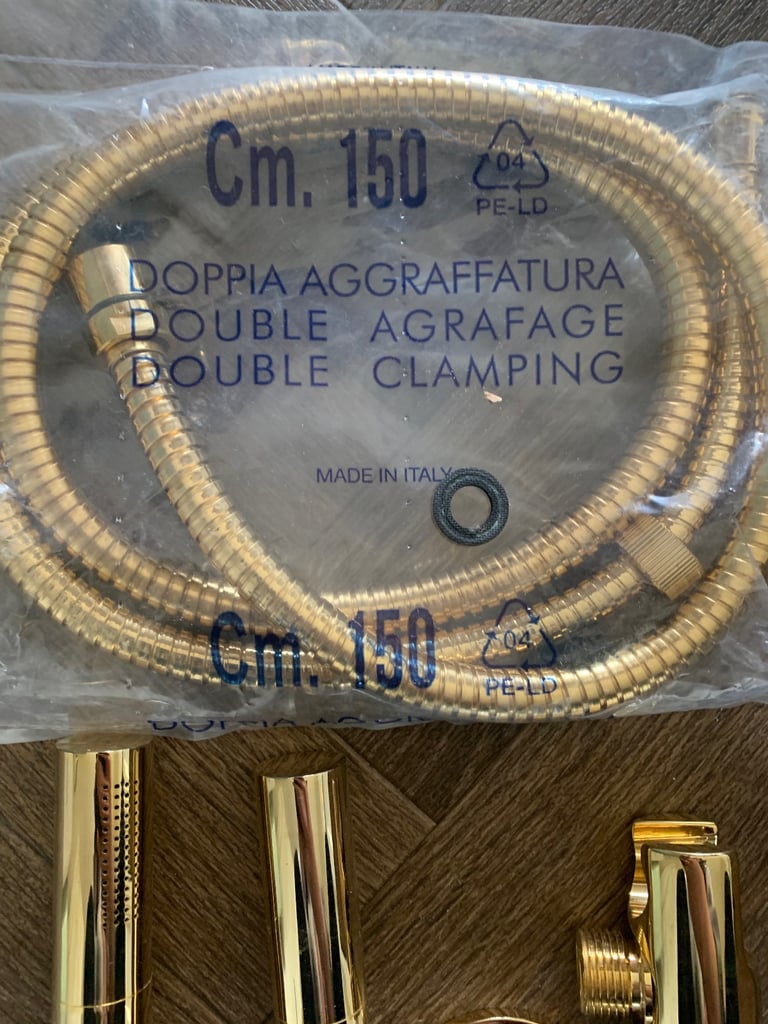 Cm. 150
04
PE-LD
DOPPIA AGGRAFFATURA
DOUBLE AGRAFAGE
DOUBLE CLAMPING
MADE IN ITALY
Cm. 150
04
PE-LD
DOPPIA